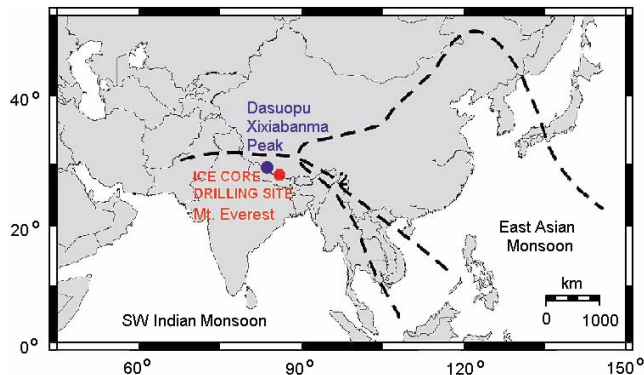 40°
Dasuopu
Xixiabanma
Peak
ICE CORE
DRILLING SITE
Mt. Everest
20°
East Asian
Monsoon
km
0 1000
SW Indian Monsoon
0°
60° 90° 120° 150°